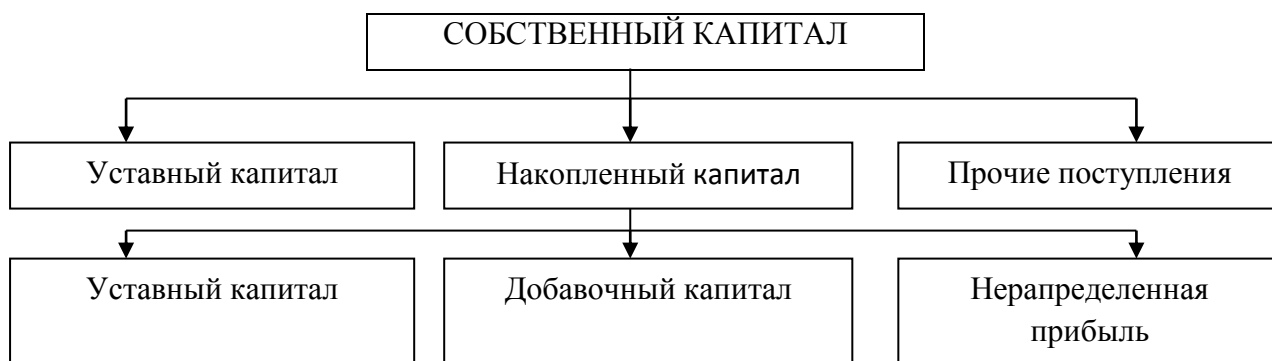 СОБСТВЕННЫЙ КАПИТАЛ
Уставный капитал
Накопленный капитал
Прочие поступления
Уставный капитал
Добавочный капитал
Нерапределенная
прибыль